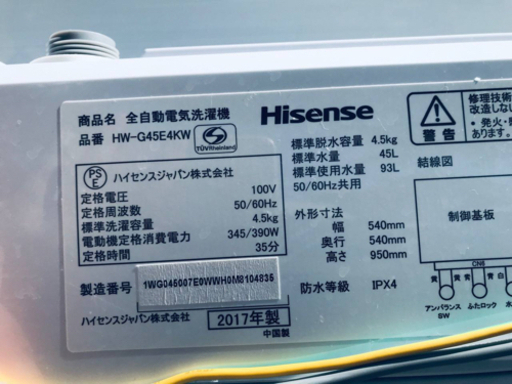 商品名 全自動電気洗濯機
品番 HW-G45E4KW
TÜVRheinland
Hisense
PSE
ハイセンスジャパン株式会社
定格電圧 100V
定格周波数 50/60Hz
標準洗濯容量 4.5kg
電動機定格消費電力 345/390W
定格時間 35分
製造番号 1WG045007E0WWH0M8104835
ハイセンスジャパン株式会社
2017年製
中国製
標準脱水容量 4.5kg
標準水量 45L
標準使用水量 93L
50/60Hz共用
外形寸法
幅 540mm
奥行 540mm
高さ 950mm
防水等級 IPX4
警告
修理技術
改造しない
発火・
あります。
結線図
制御基板
CN5
黄 青 青 白
アンバランスSW
ふたロック